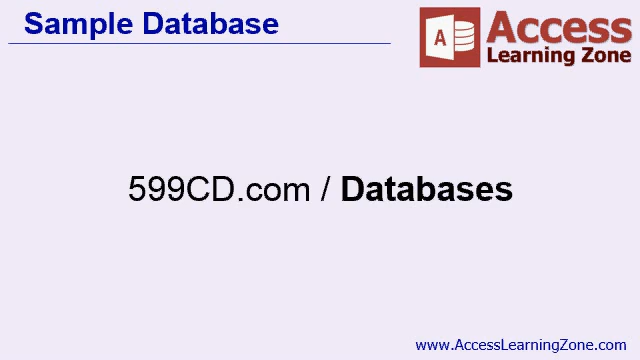 Sample Database
A
Access
Learning Zone
599CD.com / Databases
www.AccessLearningZone.com